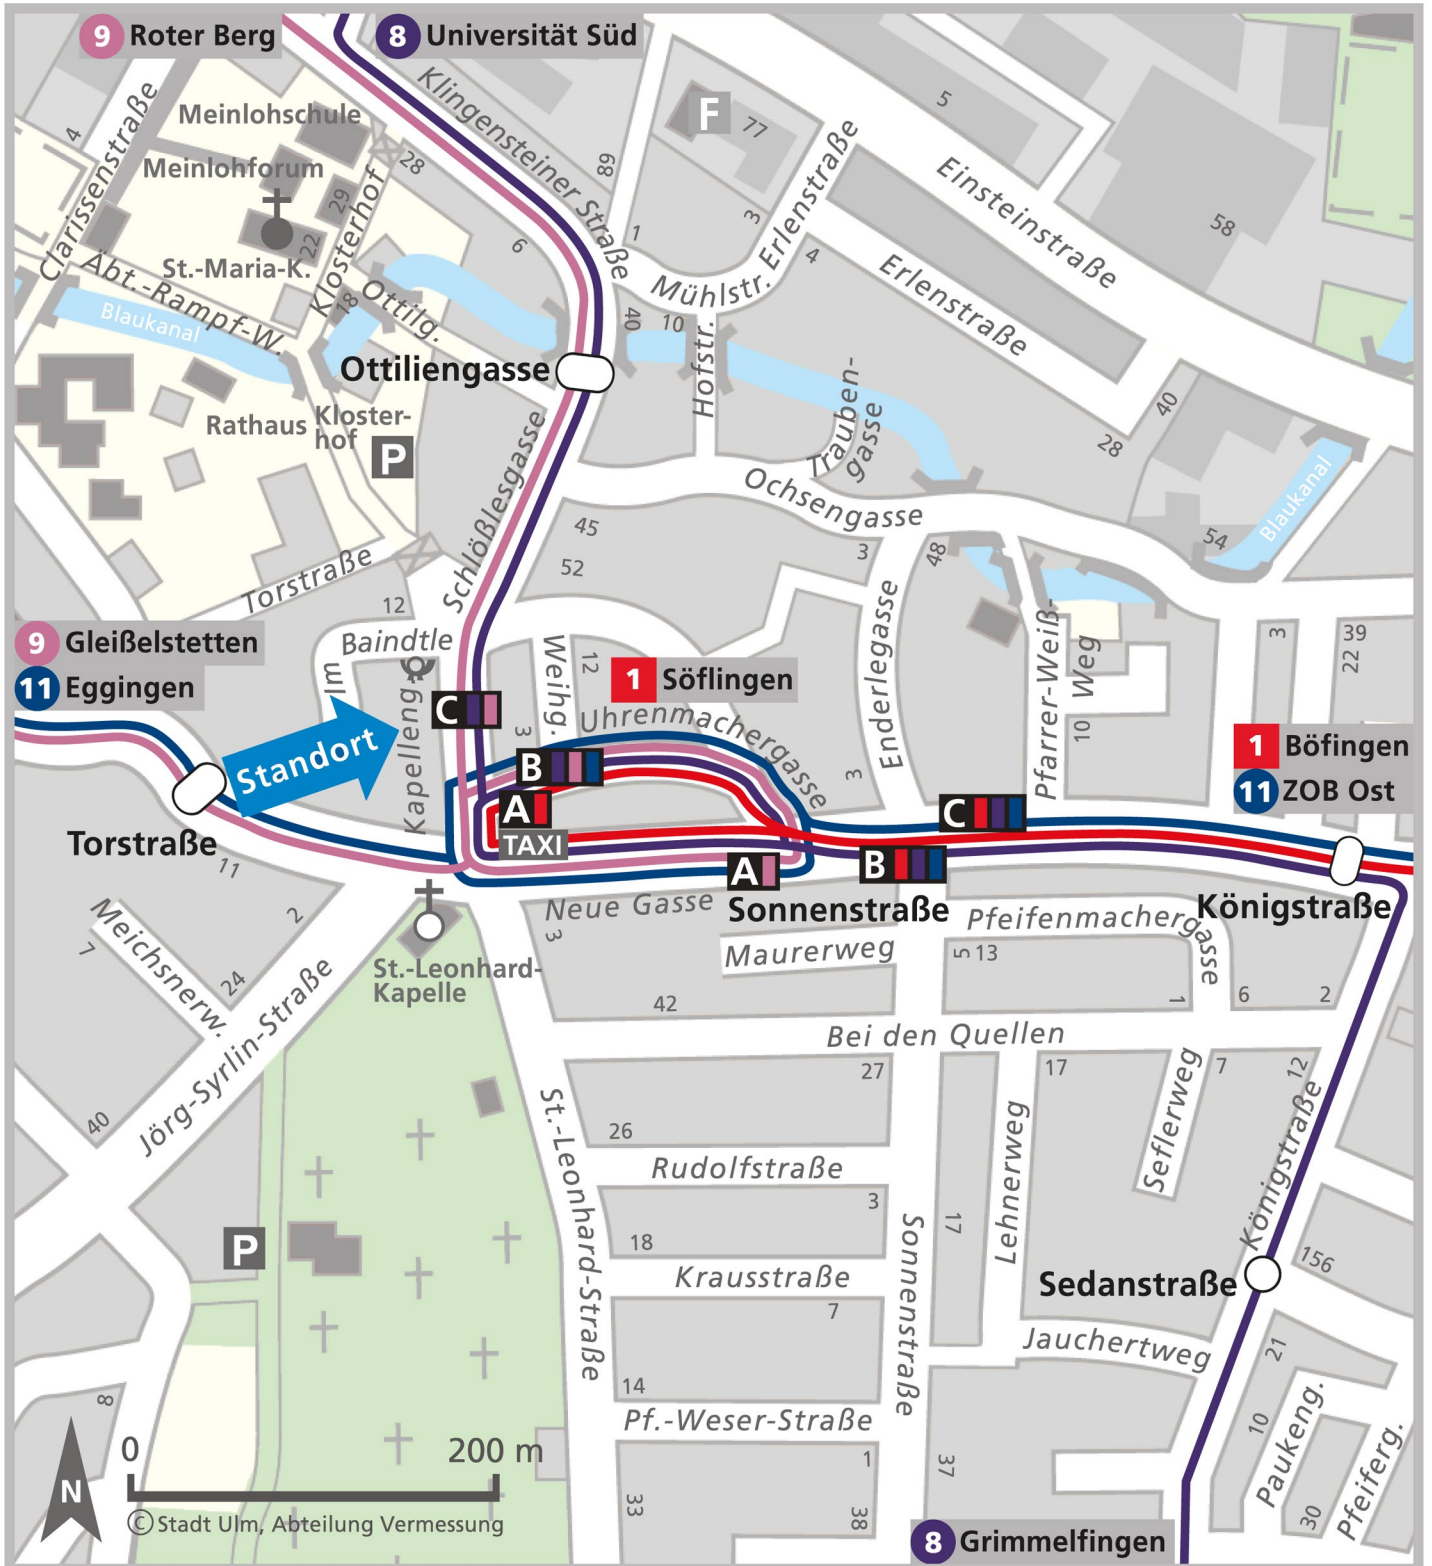 9 Roter Berg
8 Universität Süd
Klingensteiner Straße
Clarissenstraße
4
Meinlohschule
Meinlohforum
28
29
22
St.-Maria-K.
Klosterhof
18
Äbt.-Rampf-W.
Ottilg.
Blaukanal
6
89
1
F
77
3
5
58
Einsteinstraße
Erlenstraße
Mühlstr.
4
Erlenstraße
40
10
Hofstr.
Ottiliengasse
Rathaus
Kloster-
hof
P
Schlößlesgasse
Trauben-
gasse
Ochsengasse
40
28
54
Blaukanal
45
52
3
48
Torstraße
12
Im
Baindtle
9 Gleißelstetten
11 Eggingen
Standort
Kapelleng.
Weihg.
12
3
1 Söflingen
Uhrenmachergasse
Enderlegasse
3
Pfarrer-Weiß-
Weg
10
3
39
22
C
B
A
TAXI
A
B
C
1 Böfingen
11 ZOB Ost
Torstraße
11
2
Meichsnerw.
7
24
40
Jörg-Syrlin-Straße
St.-Leonhard-
Kapelle
Neue Gasse
3
Sonnenstraße
Königstraße
Pfeifenmachergasse
Maurerweg
5
13
1
6
2
42
Bei den Quellen
27
17
7
12
26
Rudolfstraße
3
18
Krausstraße
7
14
Pf.-Weser-Straße
1
33
38
St.-Leonhard-Straße
Sonnenstraße
17
37
Lehnerweg
Seflerweg
Königstraße
156
Sedanstraße
Jauchertweg
21
10
Paukeng.
30
Pfeiferg.
P
8
N
0
200 m
© Stadt Ulm, Abteilung Vermessung
8 Grimmelfingen